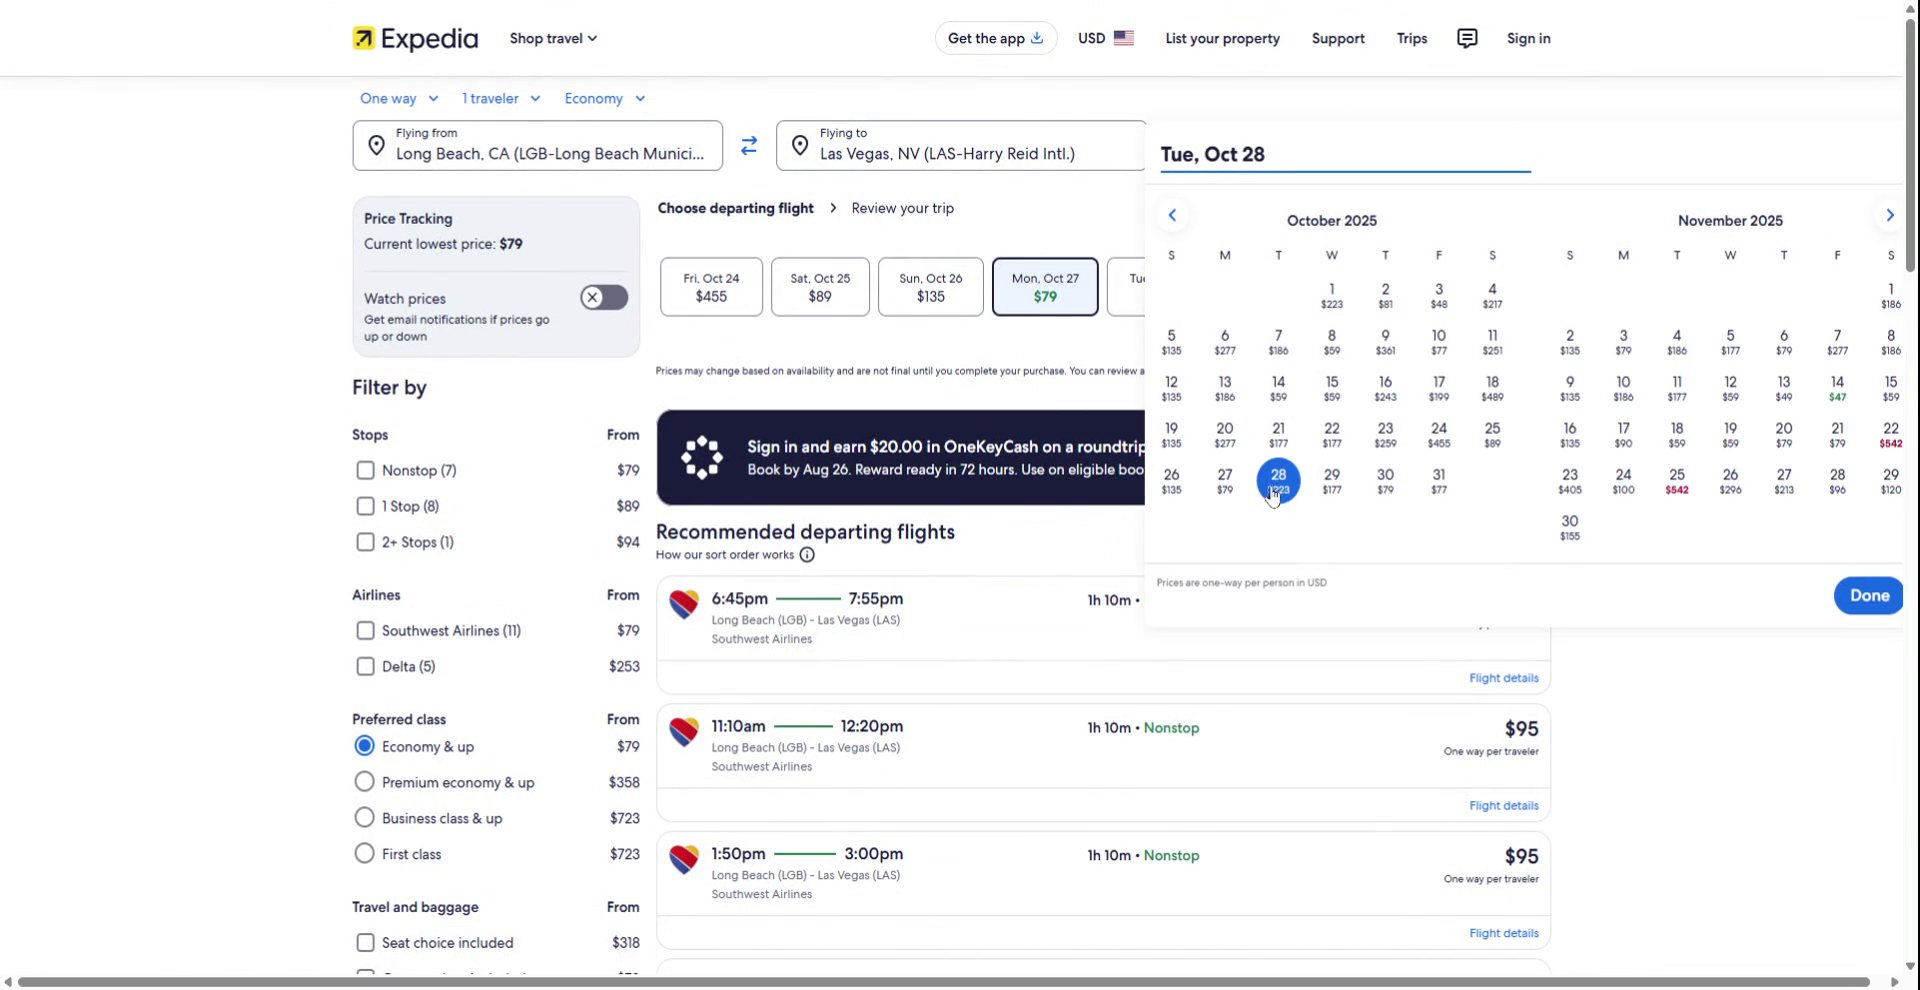 Expedia
Shop travel
Get the app
USD
List your property
Support
Trips
Sign in
One way
1 traveler
Economy
Flying from
Long Beach, CA (LGB-Long Beach Munici...
Flying to
Las Vegas, NV (LAS-Harry Reid Intl.)
Tue, Oct 28
Price Tracking
Current lowest price: $79
Watch prices
Get email notifications if prices go
up or down
Choose departing flight > Review your trip
Fri, Oct 24
$455
Sat, Oct 25
$89
Sun, Oct 26
$135
Mon, Oct 27
$79
October 2025
S M T W T F S
1 2 3 4
$223 $81 $48 $217
5 6 7 8 9 10 11
$135 $277 $186 $59 $361 $77 $251
12 13 14 15 16 17 18
$135 $186 $59 $59 $243 $199 $489
19 20 21 22 23 24 25
$135 $277 $177 $177 $259 $455 $89
26 27 28 29 30 31
$135 $79 $177 $79 $77
November 2025
S M T W T F S
1
$186
2 3 4 5 6 7 8
$135 $79 $186 $177 $79 $277 $186
9 10 11 12 13 14 15
$135 $186 $177 $59 $49 $47 $59
16 17 18 19 20 21 22
$135 $90 $59 $59 $79 $79 $542
23 24 25 26 27 28 29
$405 $100 $542 $296 $213 $96 $120
30
$155
Prices are one-way per person in USD
Done
Prices may change based on availability and are not final until you complete your purchase. You can review a
Sign in and earn $20.00 in OneKeyCash on a roundtrip
Book by Aug 26. Reward ready in 72 hours. Use on eligible boo
Filter by
Stops From
Nonstop (7) $79
1 Stop (8) $89
2+ Stops (1) $94
Airlines From
Southwest Airlines (11) $79
Delta (5) $253
Preferred class From
Economy & up $79
Premium economy & up $358
Business class & up $723
First class $723
Travel and baggage From
Seat choice included $318
Recommended departing flights
How our sort order works
6:45pm 7:55pm
1h 10m •
Long Beach (LGB) - Las Vegas (LAS)
Southwest Airlines
Flight details
11:10am 12:20pm
1h 10m • Nonstop
$95
Long Beach (LGB) - Las Vegas (LAS)
One way per traveler
Southwest Airlines
Flight details
1:50pm 3:00pm
1h 10m • Nonstop
$95
Long Beach (LGB) - Las Vegas (LAS)
One way per traveler
Southwest Airlines
Flight details